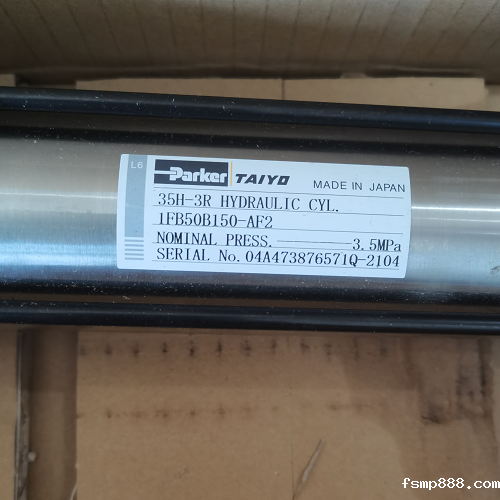 L6
Parker TAIYO MADE IN JAPAN
35H-3R HYDRAULIC CYL.
1FB50B150-AF2
NOMINAL PRESS. 3.5MPa
SERIAL No. 04A473876571Q-2104
fsmp888.com